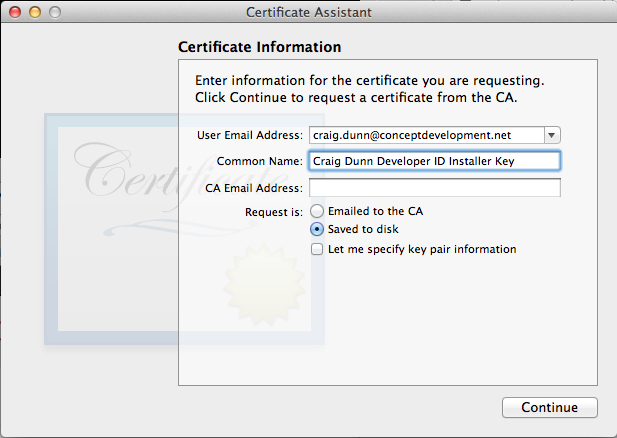 Certificate Assistant
Certificate Information
Enter information for the certificate you are requesting.
Click Continue to request a certificate from the CA.
User Email Address: craig.dunn@conceptdevelopment.net
Common Name: Craig Dunn Developer ID Installer Key
CA Email Address:
Request is: Emailed to the CA
Saved to disk
Let me specify key pair information
Certificate
Continue